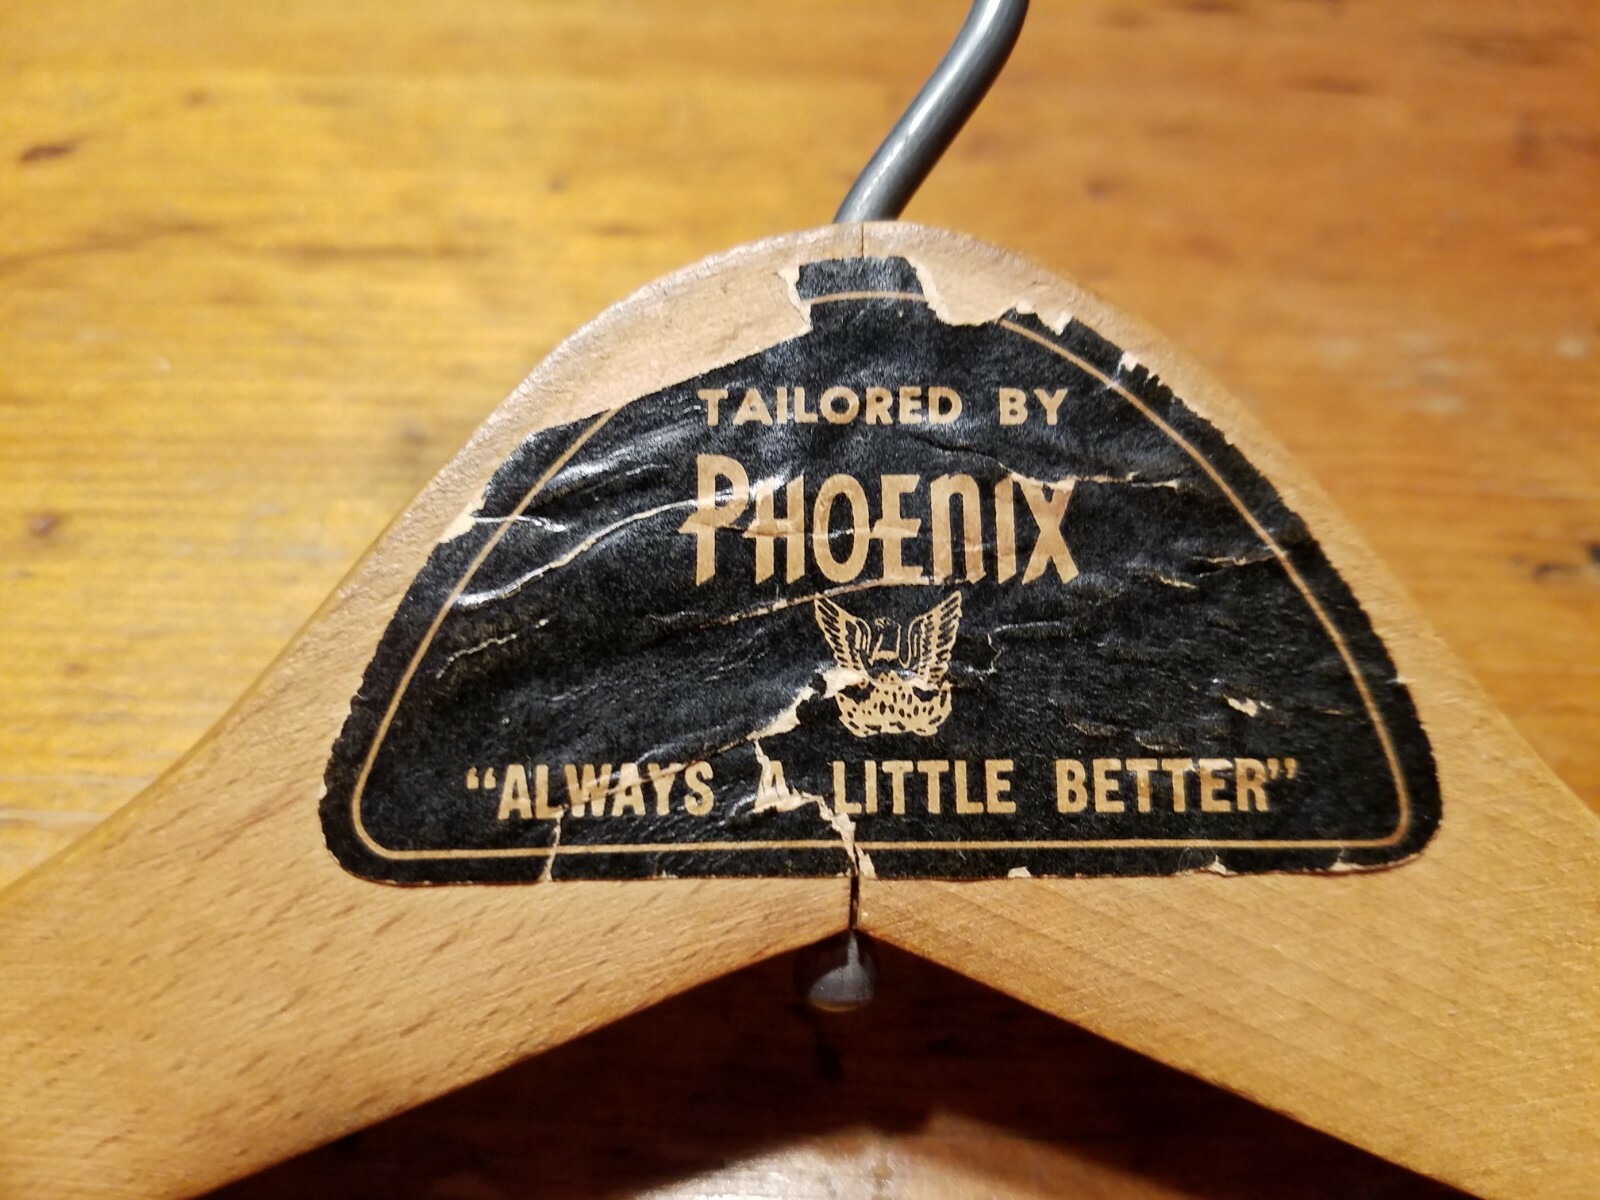 TAILORED BY
PHOENIX
“ALWAYS A LITTLE BETTER”